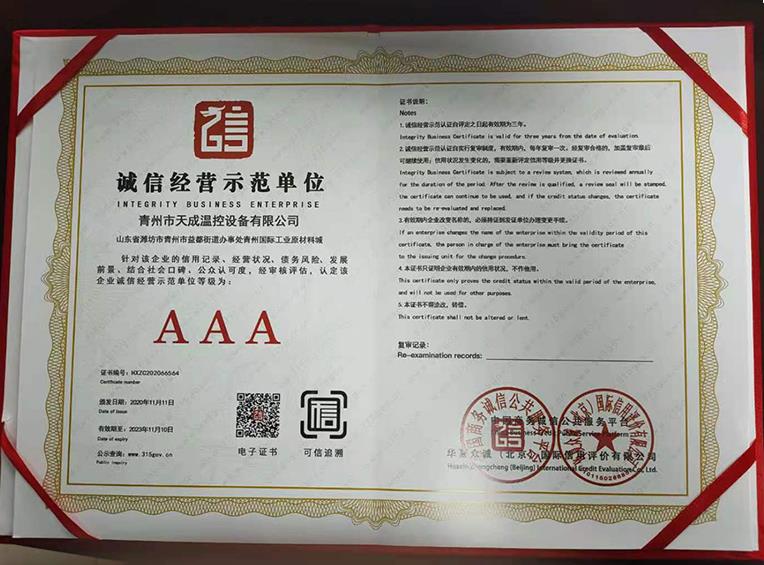 诚信经营示范单位
INTEGRITY BUSINESS ENTERPRISE
青州市天成温控设备有限公司
山东省潍坊市青州市益都街道办事处青州国际工业原材料城
针对该企业的信用记录、经营状况、债务风险、发展
前景、结合社会口碑、公众认可度，经审核评估，认定该
企业诚信经营示范单位等级为：
AAA
证书编号：HXZC202066564
Certificate number
颁发日期：2020年11月11日
Date of issue
有效期至：2023年11月10日
Date of expiry
公示查询：www.315gov.cn
Public inquiry
电子证书
信
可信追溯
证书说明：
Notes
1.诚信经营示范认证自评定之日起有效期为三年。
Integrity Business Certificate is valid for three years from the date of evaluation.
2.诚信经营示范认证自实行复审制度，有效期内，每年复审一次。经复审合格的，加盖复审章后
可继续使用；信用状况发生变化的，需要重新评定信用等级并更换证书。
Integrity Business Certificate is subject to a review system, which is reviewed annually
for the duration of the period. After the review is qualified, a review seal will be stamped.
the certificate can continue to be used, and if the credit status changes, the certificate
needs to be re-evaluated and replaced.
3.有效期内企业改变名称的，必须持证到发证单位办理变更手续。
If an enterprise changes the name of the enterprise within the validity period of this
certificate, the person in charge of the enterprise must bring the certificate
to the issuing unit for the change procedure.
4.本证书只证明企业有效期内的信用状况，不作他用。
This certificate only proves the credit status within the valid period of the enterprise,
and will not be used for other purposes.
5.本证书不得涂改，转借。
This certificate shall not be altered or lent.
复审记录：
Re-examination records:
商务诚信公共服务平台
Public Service Platform
华 众诚（北京）国际信用评价有限公司
Zhongcheng (Beijing) International Credit Evaluation Co., Ltd.